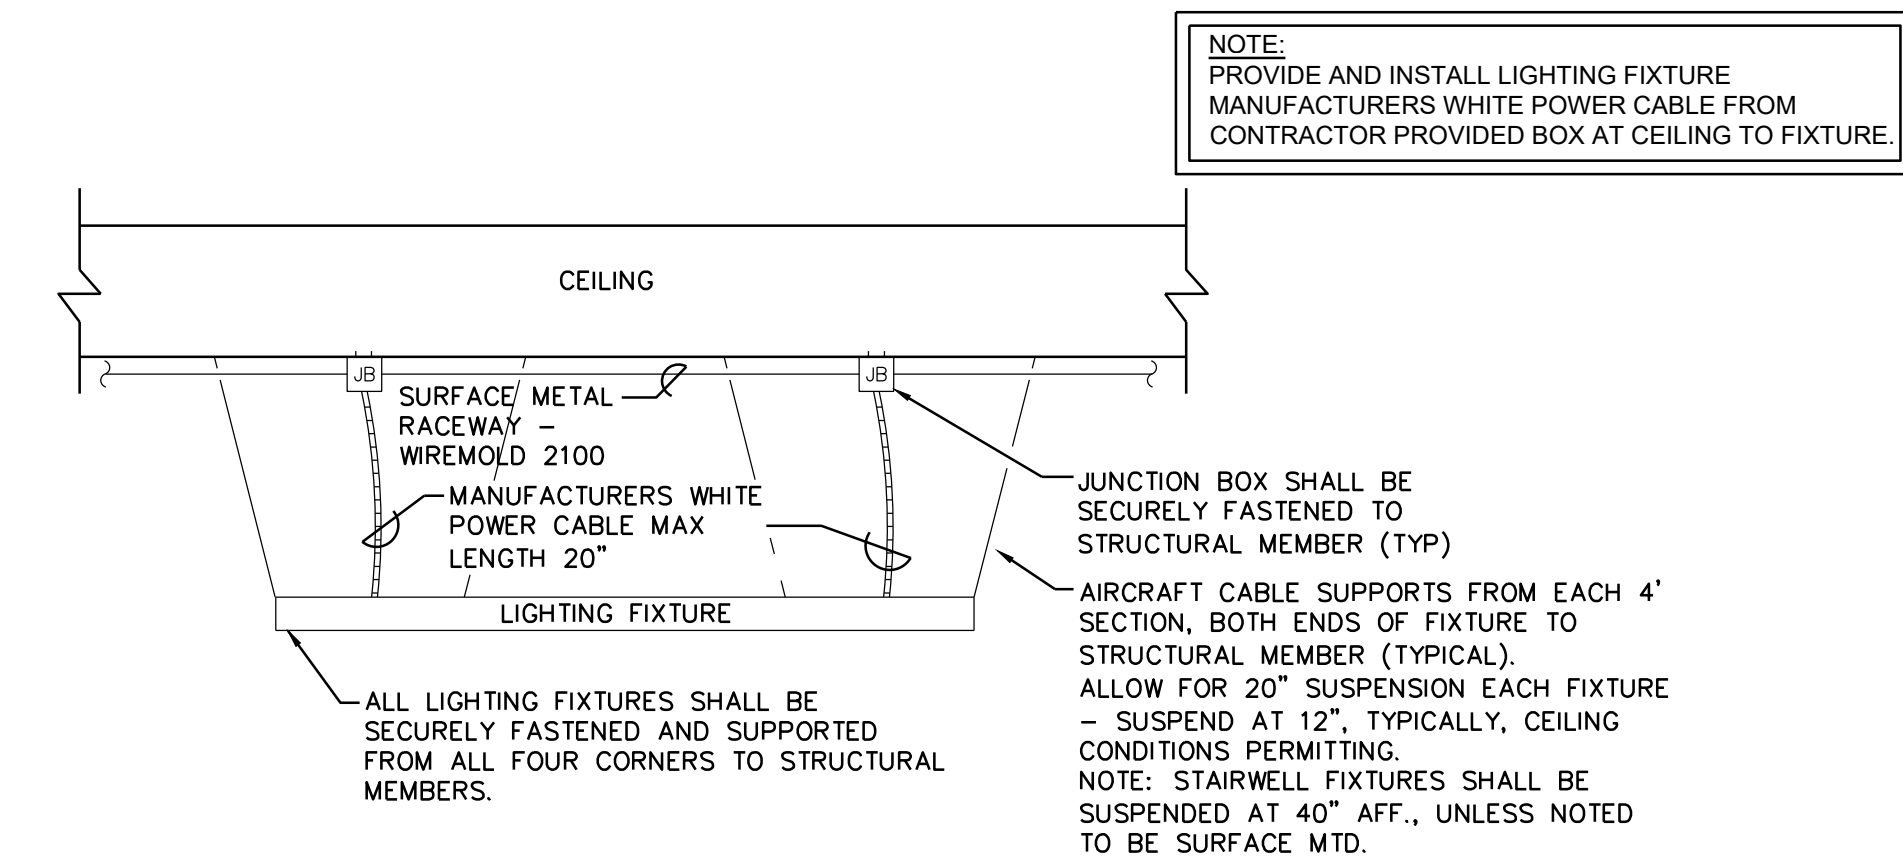 NOTE:
PROVIDE AND INSTALL LIGHTING FIXTURE
MANUFACTURERS WHITE POWER CABLE FROM
CONTRACTOR PROVIDED BOX AT CEILING TO FIXTURE.
CEILING
JB
JB
SURFACE METAL
RACEWAY –
WIREMOLD 2100
MANUFACTURERS WHITE
POWER CABLE MAX
LENGTH 20"
JUNCTION BOX SHALL BE
SECURELY FASTENED TO
STRUCTURAL MEMBER (TYP)
AIRCRAFT CABLE SUPPORTS FROM EACH 4'
SECTION, BOTH ENDS OF FIXTURE TO
STRUCTURAL MEMBER (TYPICAL).
ALLOW FOR 20" SUSPENSION EACH FIXTURE
– SUSPEND AT 12", TYPICALLY, CEILING
CONDITIONS PERMITTING.
NOTE: STAIRWELL FIXTURES SHALL BE
SUSPENDED AT 40" AFF., UNLESS NOTED
TO BE SURFACE MTD.
LIGHTING FIXTURE
ALL LIGHTING FIXTURES SHALL BE
SECURELY FASTENED AND SUPPORTED
FROM ALL FOUR CORNERS TO STRUCTURAL
MEMBERS.